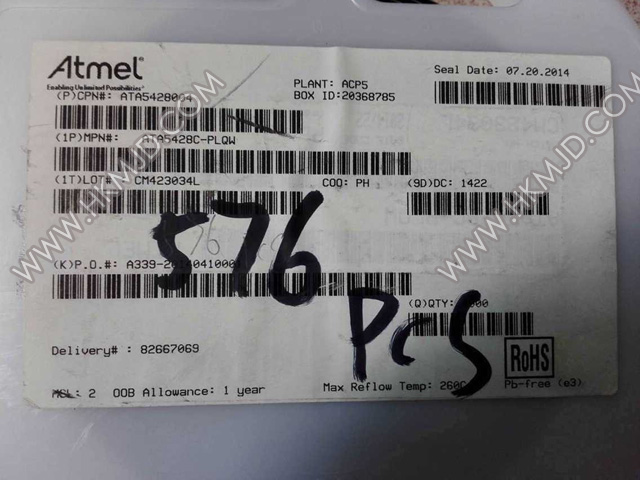 Atmel®
Enabling Unlimited Possibilities®
PLANT: ACP5
BOX ID:20368785
Seal Date: 07.20.2014
(P)CPN#: ATA5428064
(1P)MPN#: ATA5428C-PLQW
(1T)LOT#: CM423034L
COO: PH
(9D)DC: 1422
576
76
(K)P.O.#: A339-
(Q)QTY:
Pcs
Delivery# : 82667069
RoHS
MSL: 2 OOB Allowance: 1 year
Max Reflow Temp: 260C
Pb-free (e3)
WWW.HKMJD.COM
WWW.HKMJD.COM
WWW.HKMJD.COM